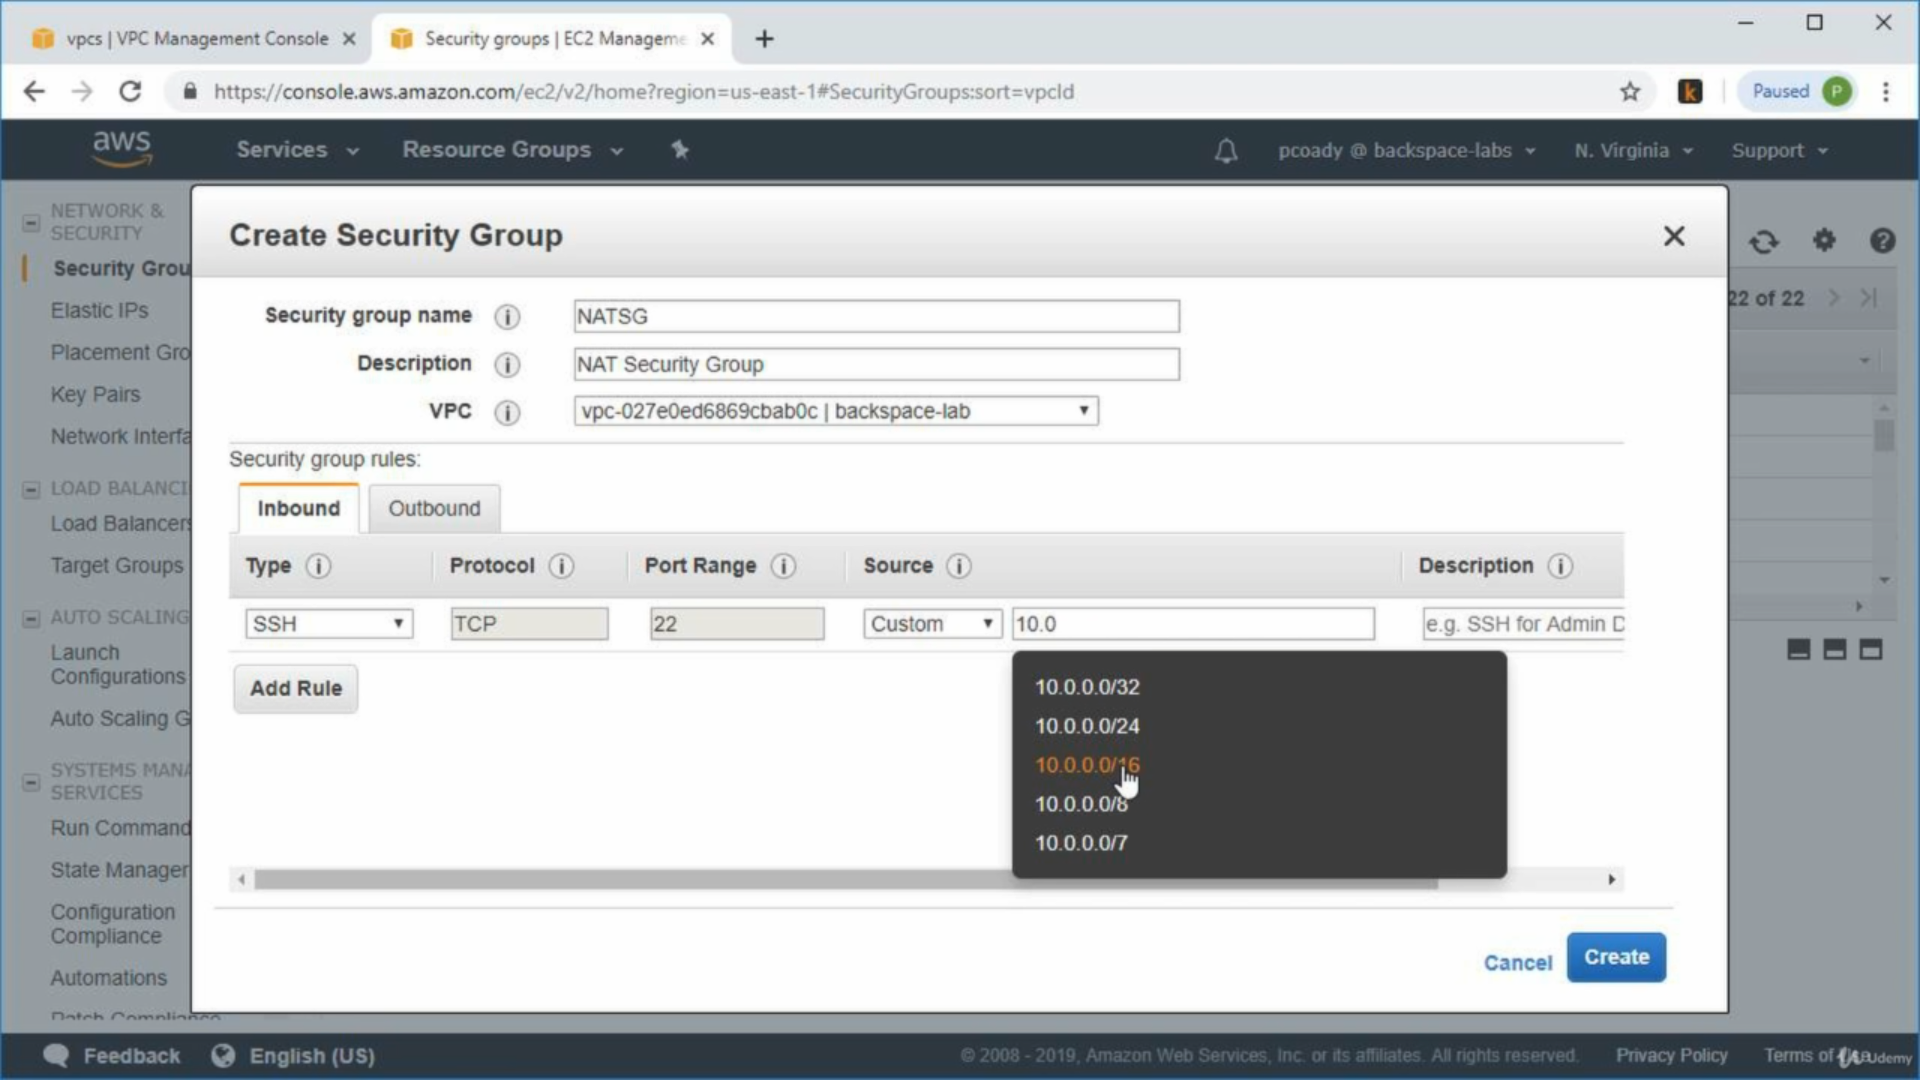 vpcs | VPC Management Console
Security groups | EC2 Manageme
https://console.aws.amazon.com/ec2/v2/home?region=us-east-1#SecurityGroups:sort=vpcId
k
Paused P
aws
Services
Resource Groups
pcoady @ backspace-labs
N. Virginia
Support
NETWORK &
SECURITY
Security Grou
Elastic IPs
Placement Gro
Key Pairs
Network Interfa
LOAD BALANCI
Load Balancers
Target Groups
AUTO SCALING
Launch
Configurations
Auto Scaling G
SYSTEMS MANA
SERVICES
Run Command
State Manager
Configuration
Compliance
Automations
Patch Compliance
22 of 22
Create Security Group
Security group name
NATSG
Description
NAT Security Group
VPC
vpc-027e0ed6869cbab0c | backspace-lab
Security group rules:
Inbound
Outbound
Type
Protocol
Port Range
Source
Description
SSH
TCP
22
Custom
10.0
e.g. SSH for Admin D
10.0.0.0/32
10.0.0.0/24
10.0.0.0/16
10.0.0.0/8
10.0.0.0/7
Add Rule
Cancel
Create
Feedback
English (US)
© 2008 - 2019, Amazon Web Services, Inc. or its affiliates. All rights reserved.
Privacy Policy
Terms of Use
Udemy